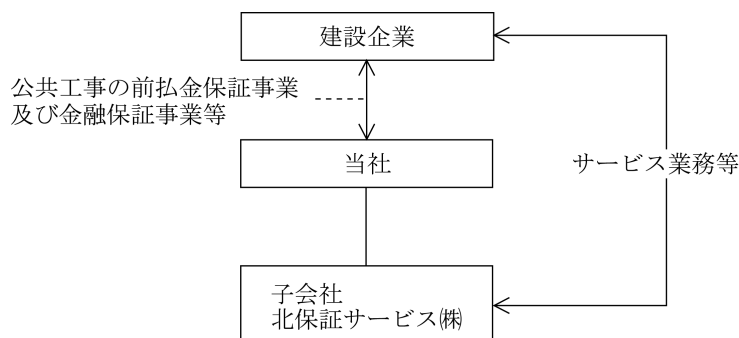 建設企業
公共工事の前払金保証事業
及び金融保証事業等
当社
サービス業務等
子会社
北保証サービス㈱